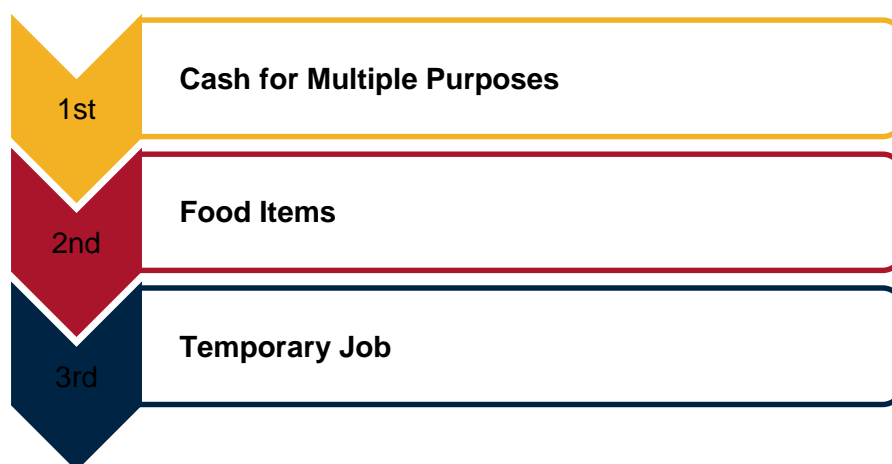 1st
Cash for Multiple Purposes
2nd
Food Items
3rd
Temporary Job